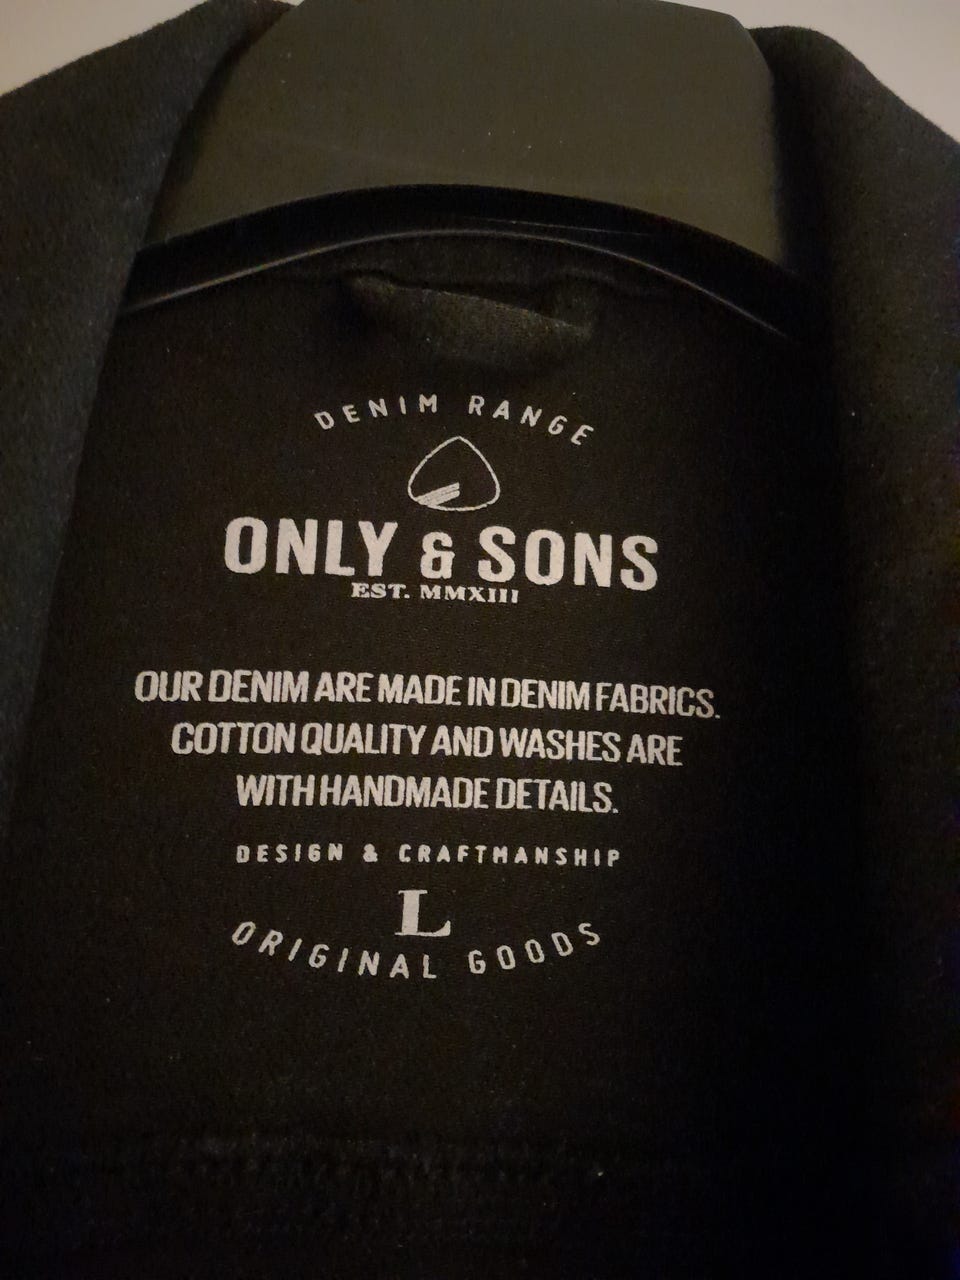 DENIM RANGE
ONLY & SONS
EST. MMXIII
OUR DENIM ARE MADE IN DENIM FABRICS.
COTTON QUALITY AND WASHES ARE
WITH HANDMADE DETAILS.
DESIGN & CRAFTMANSHIP
L
ORIGINAL GOODS